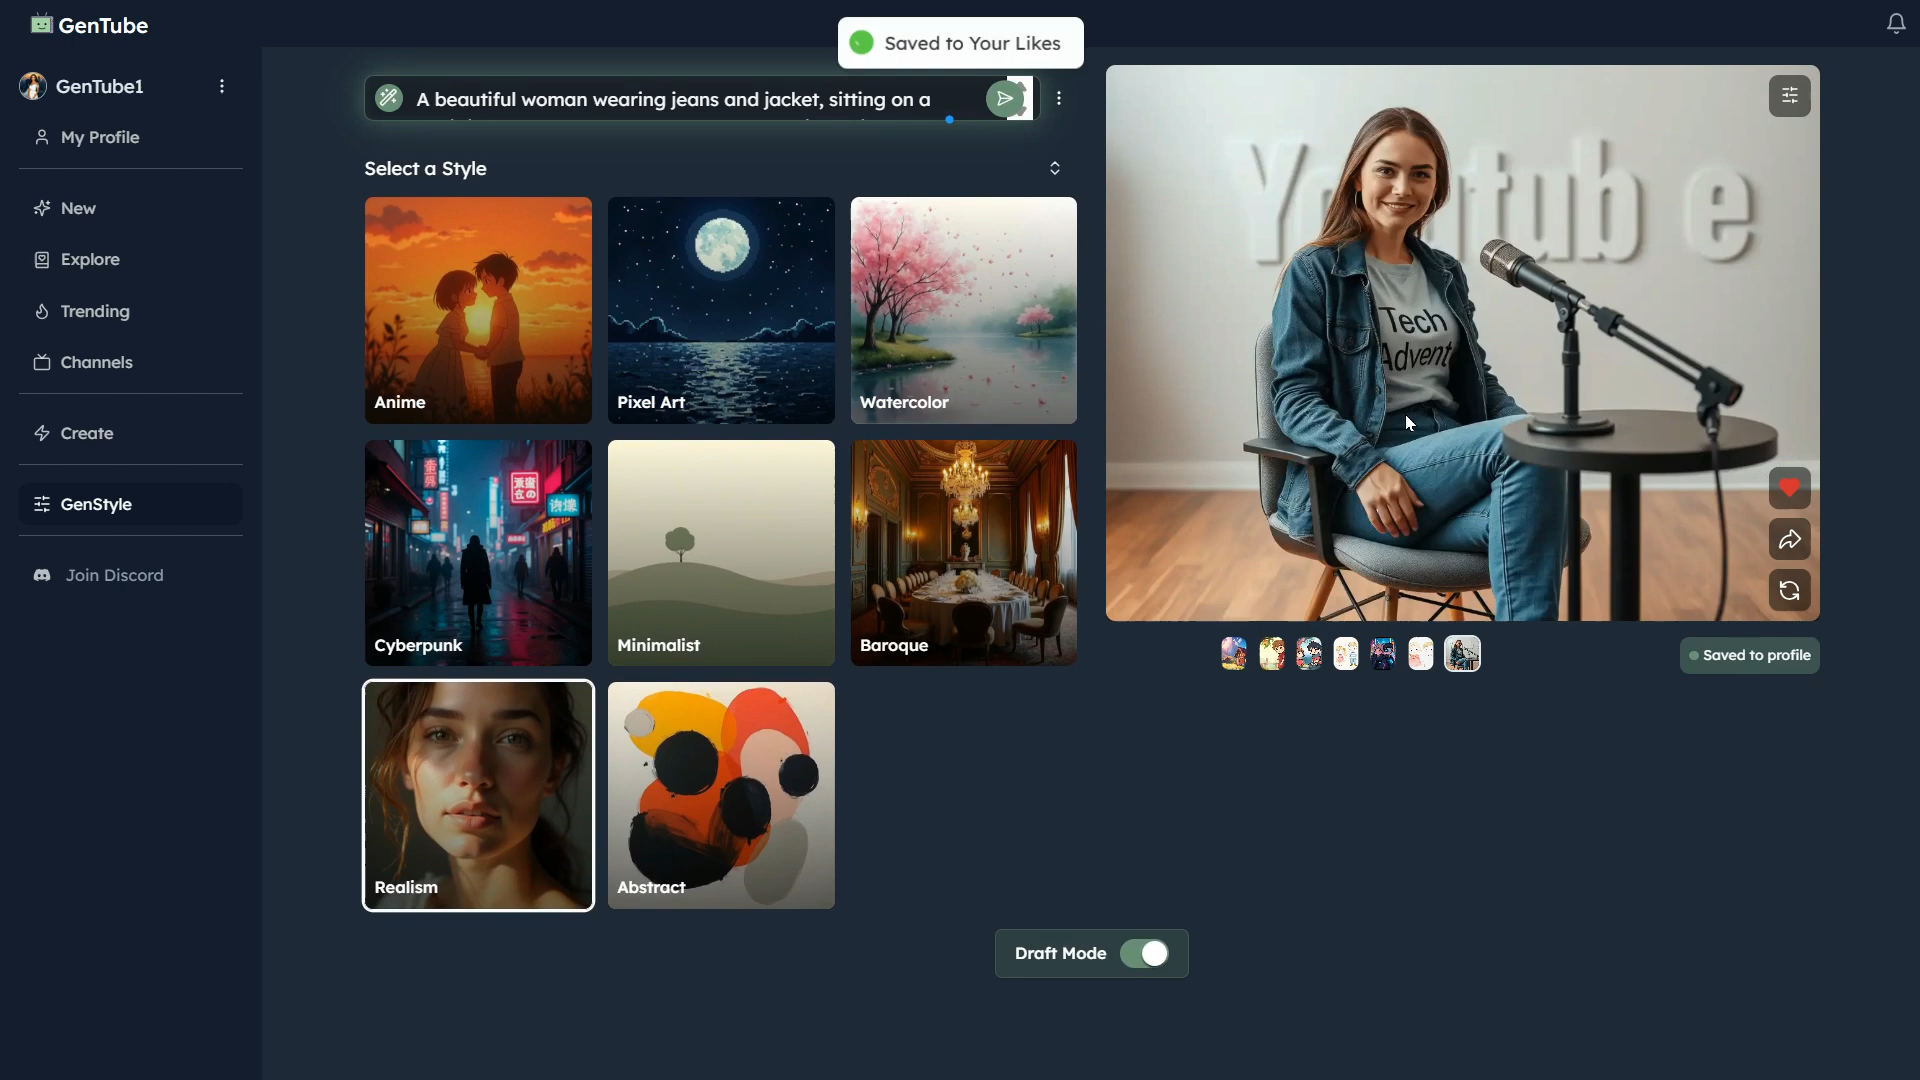 GenTube
Saved to Your Likes
GenTube1
A beautiful woman wearing jeans and jacket, sitting on a
My Profile
Select a Style
New
Explore
Trending
Channels
Create
GenStyle
Join Discord
Anime
Pixel Art
Watercolor
Cyberpunk
Minimalist
Baroque
Realism
Abstract
Tech
Advent
Saved to profile
Draft Mode